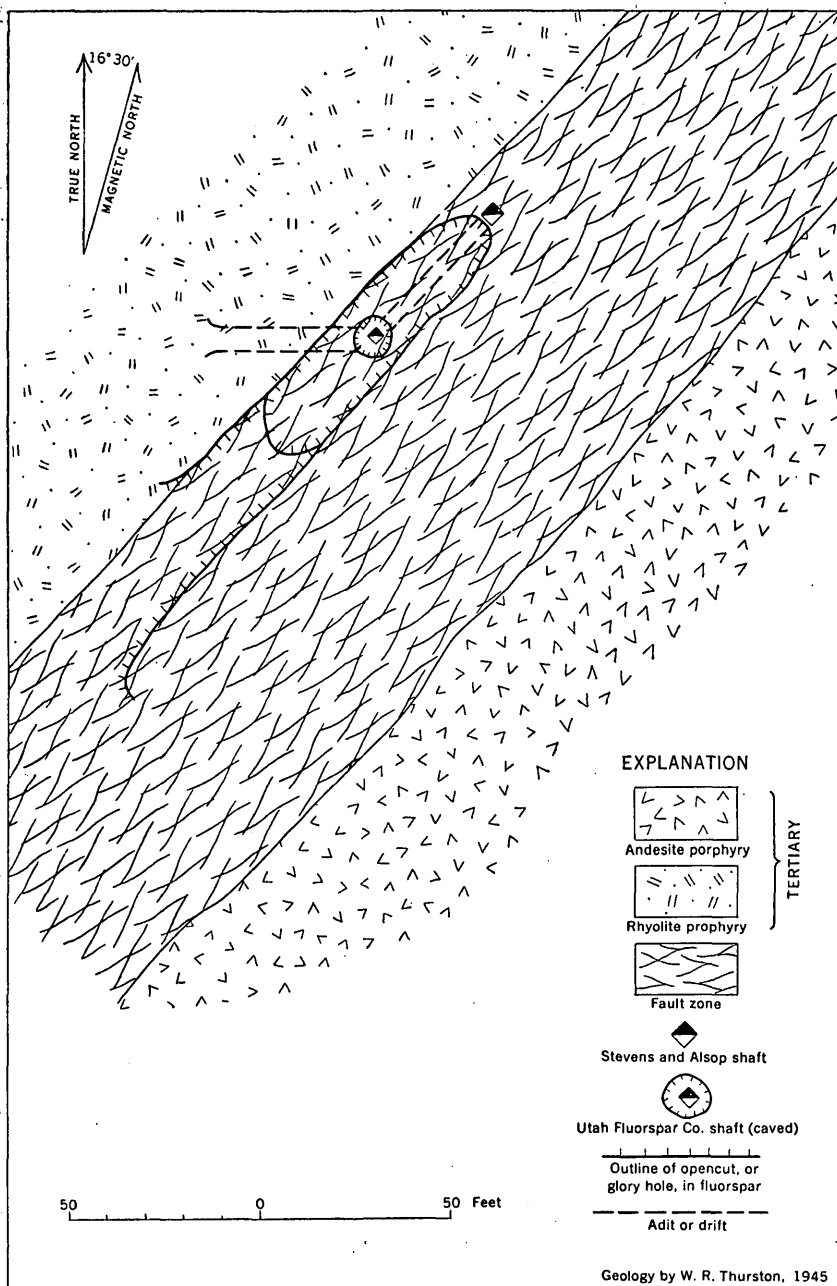 16°30'
TRUE NORTH
MAGNETIC NORTH
EXPLANATION
Andesite porphyry
Rhyolite prophyry
TERTIARY
Fault zone
Stevens and Alsop shaft
Utah Fluorspar Co. shaft (caved)
Outline of opencut, or
glory hole, in fluorspar
Adit or drift
50 0 50 Feet
Geology by W. R. Thurston, 1945